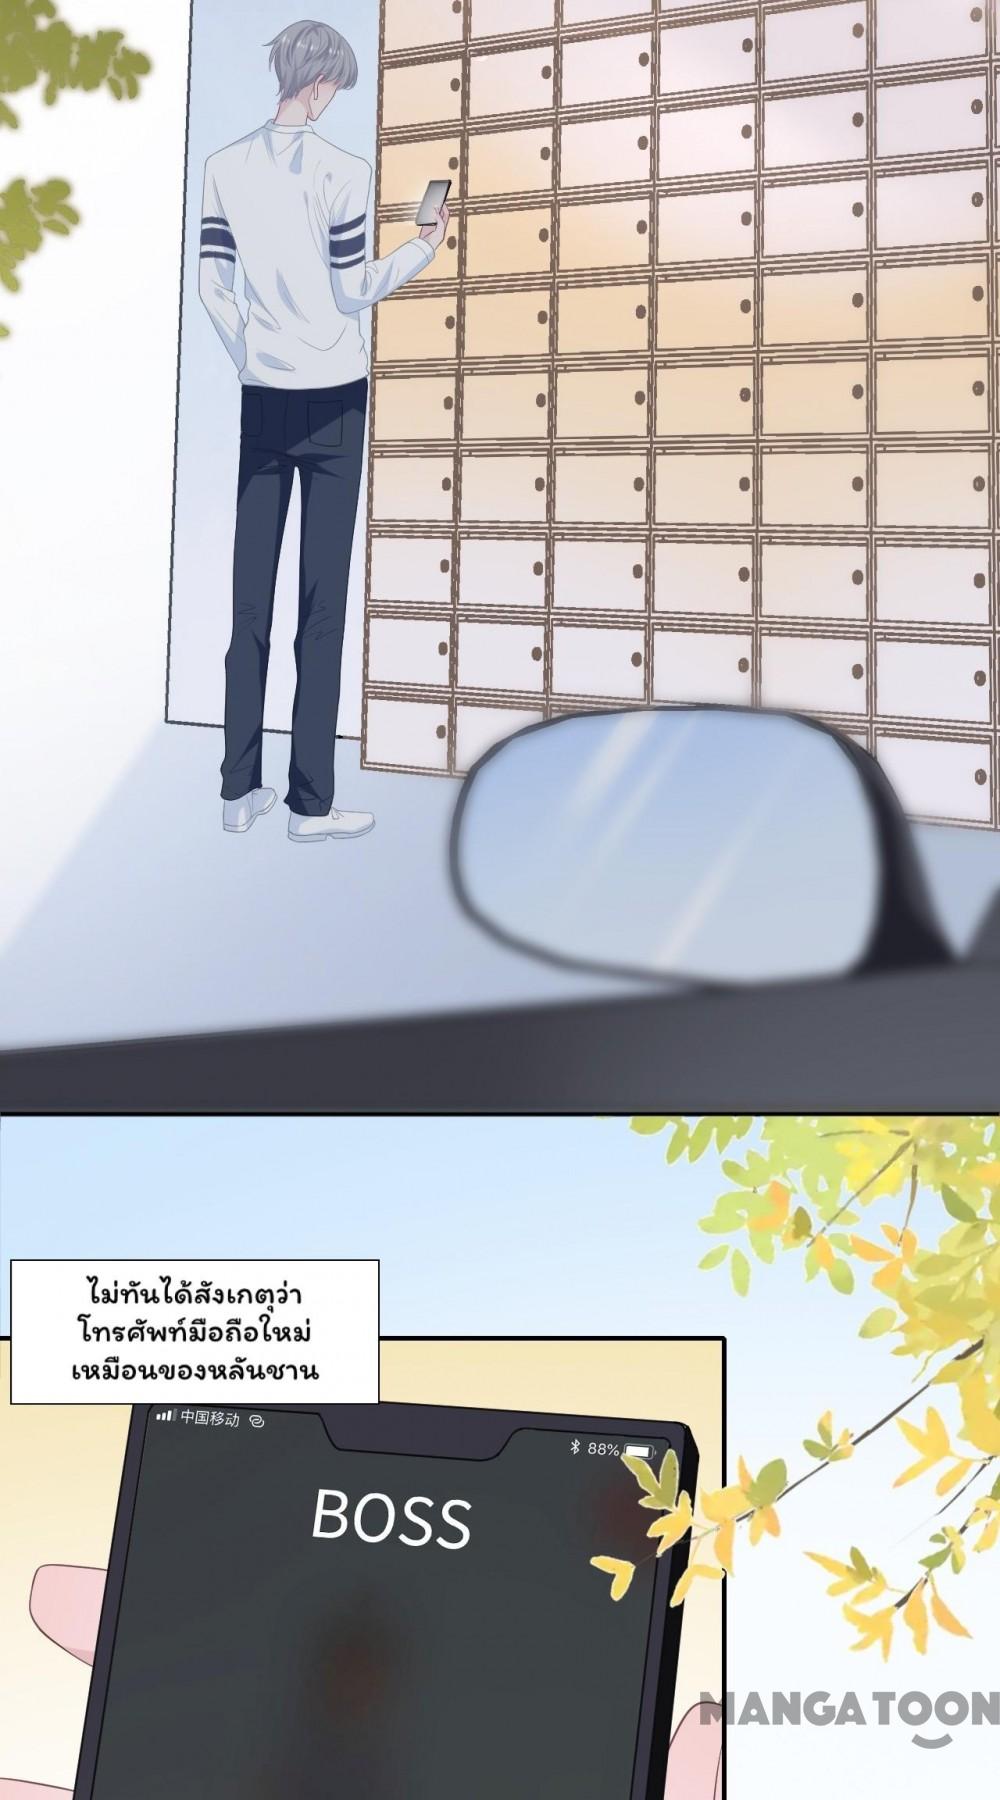 ไม่ทันได้สังเกตุว่า
โทรศัพท์มือถือใหม่
เหมือนของหลันชาน
中国移动
88%
BOSS
MANGATOON